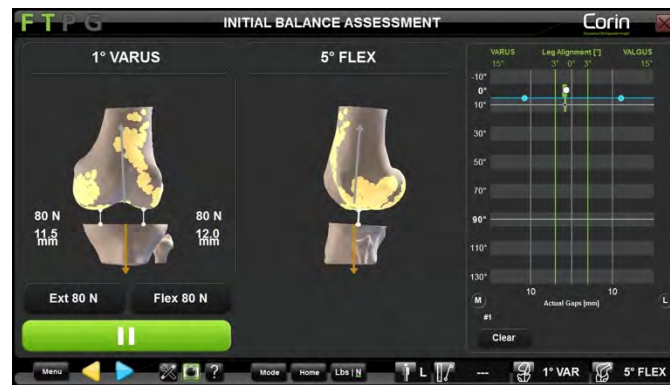 F T P G
INITIAL BALANCE ASSESSMENT
Corin
1° VARUS
5° FLEX
80 N
11.5
mm
80 N
12.0
mm
Ext 80 N
Flex 80 N
VARUS
Leg Alignment [°]
VALGUS
15°
3°
0°
3°
15°
-10°
0°
10°
30°
50°
70°
90°
110°
130°
10
10
M
Actual Gaps [mm]
L
#1
Clear
Menu
?
Mode
Home
Lbs | N
L
---
1° VAR
5° FLEX